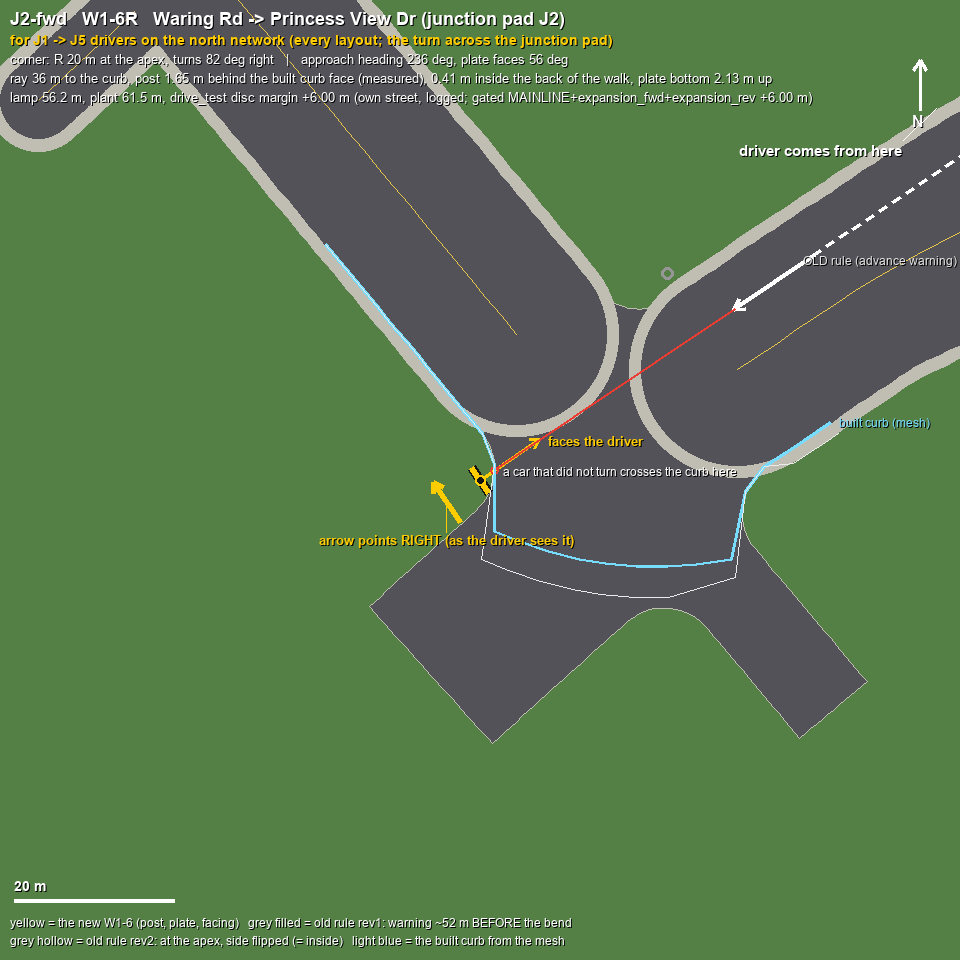 J2-fwd W1-6R Waring Rd -> Princess View Dr (junction pad J2)
for J1 -> J5 drivers on the north network (every layout; the turn across the junction pad)
corner: R 20 m at the apex, turns 82 deg right | approach heading 236 deg, plate faces 56 deg
ray 36 m to the curb, post 1.65 m behind the built curb face (measured), 0.41 m inside the back of the walk, plate bottom 2.13 m up
lamp 56.2 m, plant 61.5 m, drive_test disc margin +6.00 m (own street, logged; gated MAINLINE+expansion_fwd+expansion_rev +6.00 m)
N
driver comes from here
OLD rule (advance warning)
built curb (mesh)
faces the driver
a car that did not turn crosses the curb here
arrow points RIGHT (as the driver sees it)
20 m
yellow = the new W1-6 (post, plate, facing) grey filled = old rule rev1: warning ~52 m BEFORE the bend
grey hollow = old rule rev2: at the apex, side flipped (= inside) light blue = the built curb from the mesh